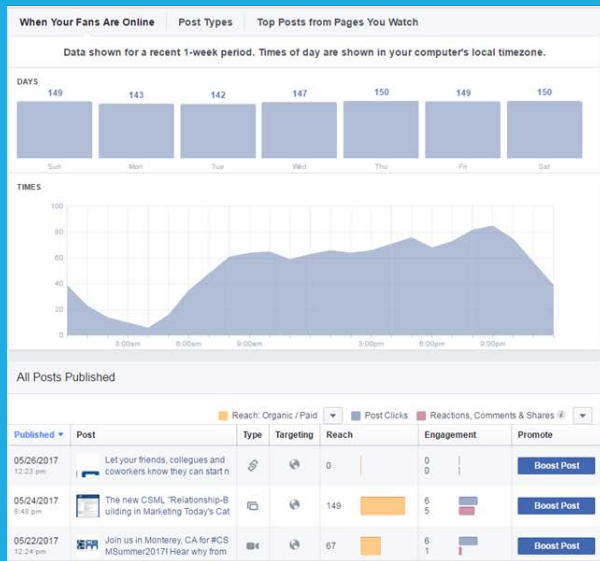 When Your Fans Are Online Post Types Top Posts from Pages You Watch
Data shown for a recent 1-week period. Times of day are shown in your computer's local timezone.
DAYS
149 143 142 147 150 149 150
Sun Mon Tue Wed Thu Fri Sat
TIMES
100
80
60
40
20
0
3:00am 6:00am 9:00am 3:00pm 6:00pm 9:00pm
All Posts Published
Reach: Organic / Paid Post Clicks Reactions, Comments & Shares i
Published Post Type Targeting Reach Engagement Promote
05/26/2017 Let your friends, collegues and 0 0 Boost Post
12:23 pm coworkers know they can start n 0
05/24/2017 The new CSML "Relationship-B 149 6 Boost Post
8:48 pm uilding in Marketing Today's Cat 5
05/22/2017 Join us in Monterey, CA for #CS 67 6 Boost Post
12:24 pm MSummer2017! Hear why from 1